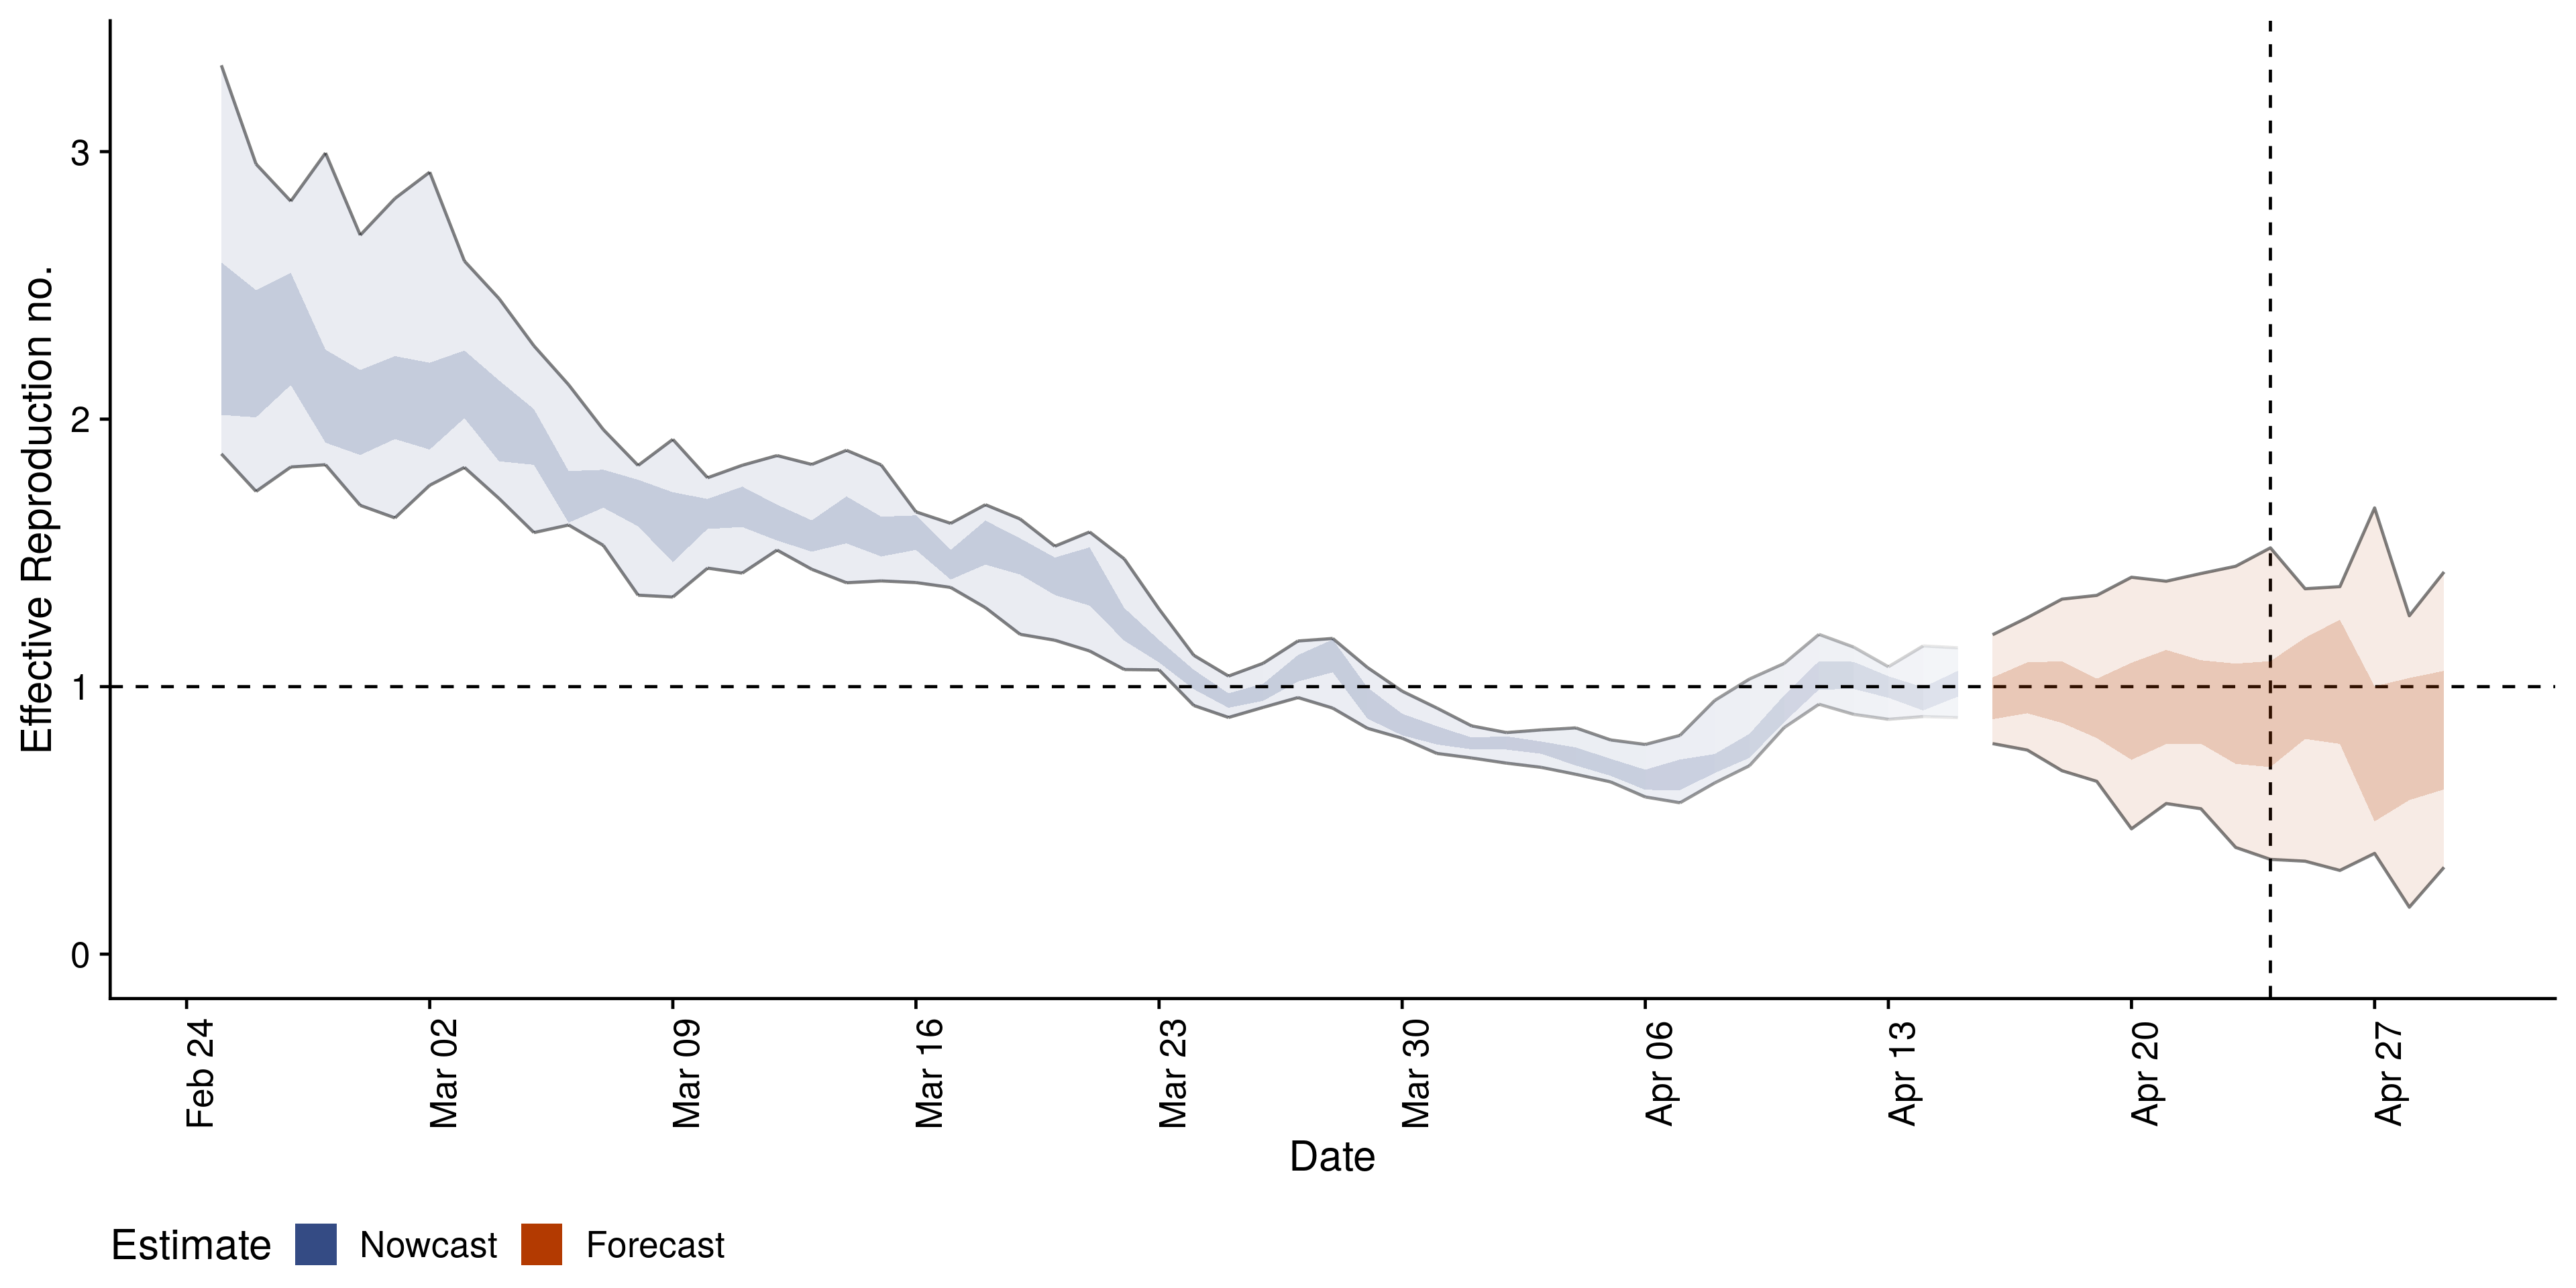 Effective Reproduction no.
3
2
1
0
Feb 24
Mar 02
Mar 09
Mar 16
Mar 23
Mar 30
Apr 06
Apr 13
Apr 20
Apr 27
Date
Estimate Nowcast Forecast